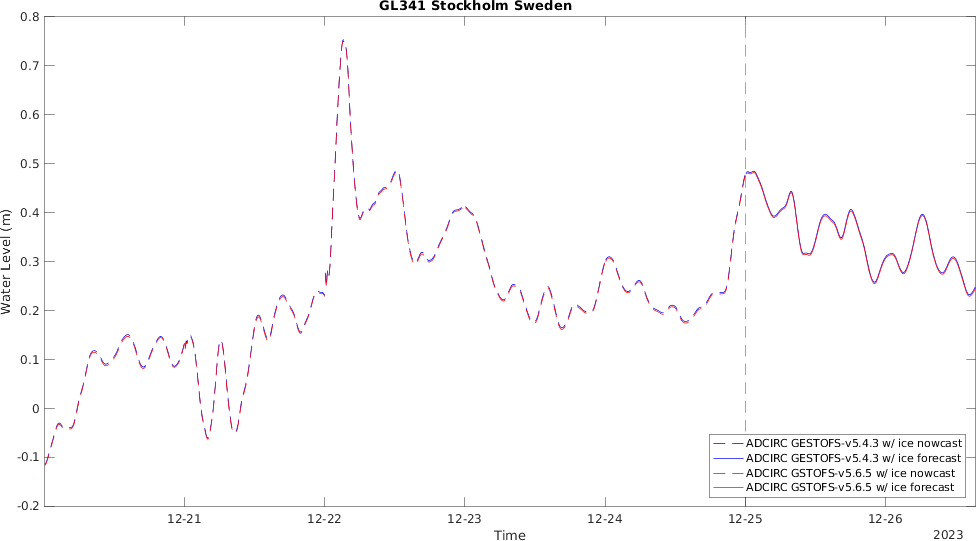 GL341 Stockholm Sweden
0.8
0.7
0.6
0.5
0.4
0.3
0.2
0.1
0
-0.1
-0.2
Water Level (m)
ADCIRC GESTOFS-v5.4.3 w/ ice nowcast
ADCIRC GESTOFS-v5.4.3 w/ ice forecast
ADCIRC GSTOFS-v5.6.5 w/ ice nowcast
ADCIRC GSTOFS-v5.6.5 w/ ice forecast
12-21 12-22 12-23 12-24 12-25 12-26
Time
2023